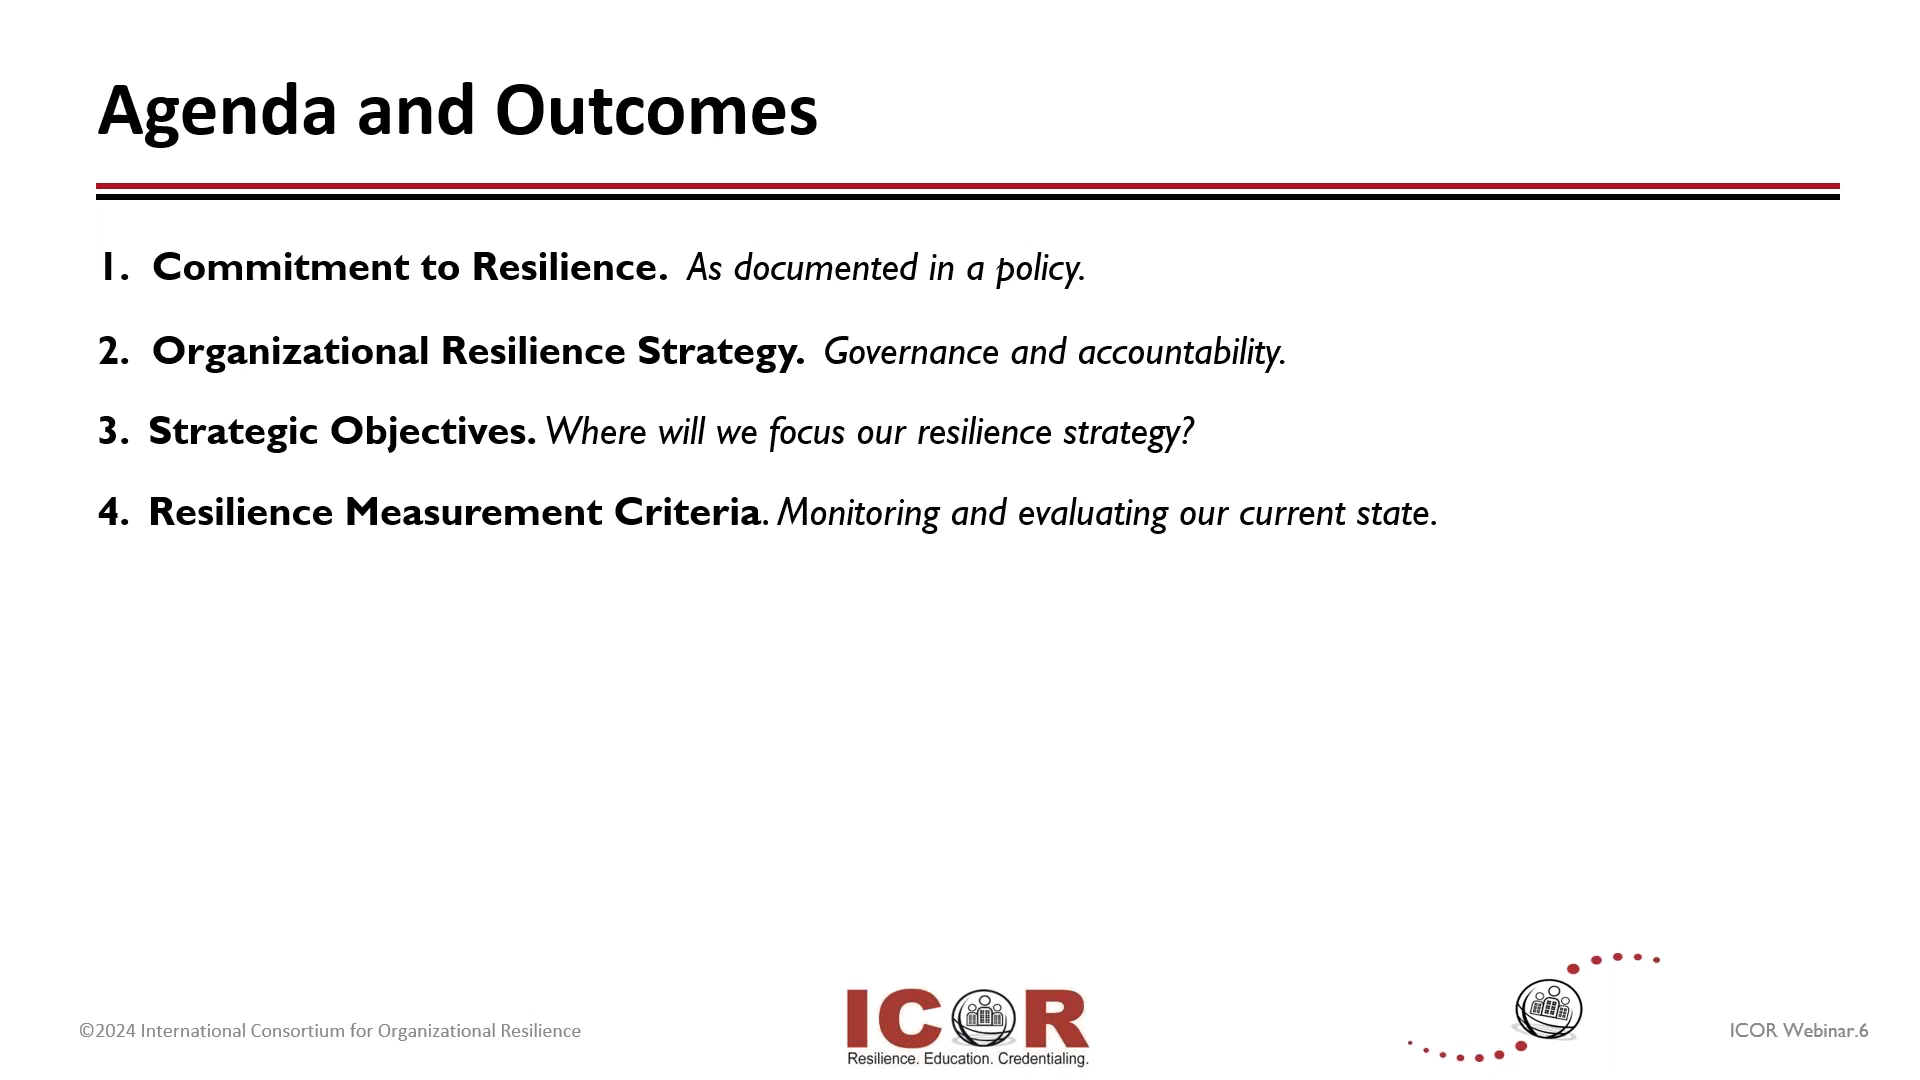 Agenda and Outcomes
1. Commitment to Resilience. As documented in a policy.
2. Organizational Resilience Strategy. Governance and accountability.
3. Strategic Objectives. Where will we focus our resilience strategy?
4. Resilience Measurement Criteria. Monitoring and evaluating our current state.
©2024 International Consortium for Organizational Resilience
ICOR
Resilience. Education. Credentialing.
ICOR Webinar.6